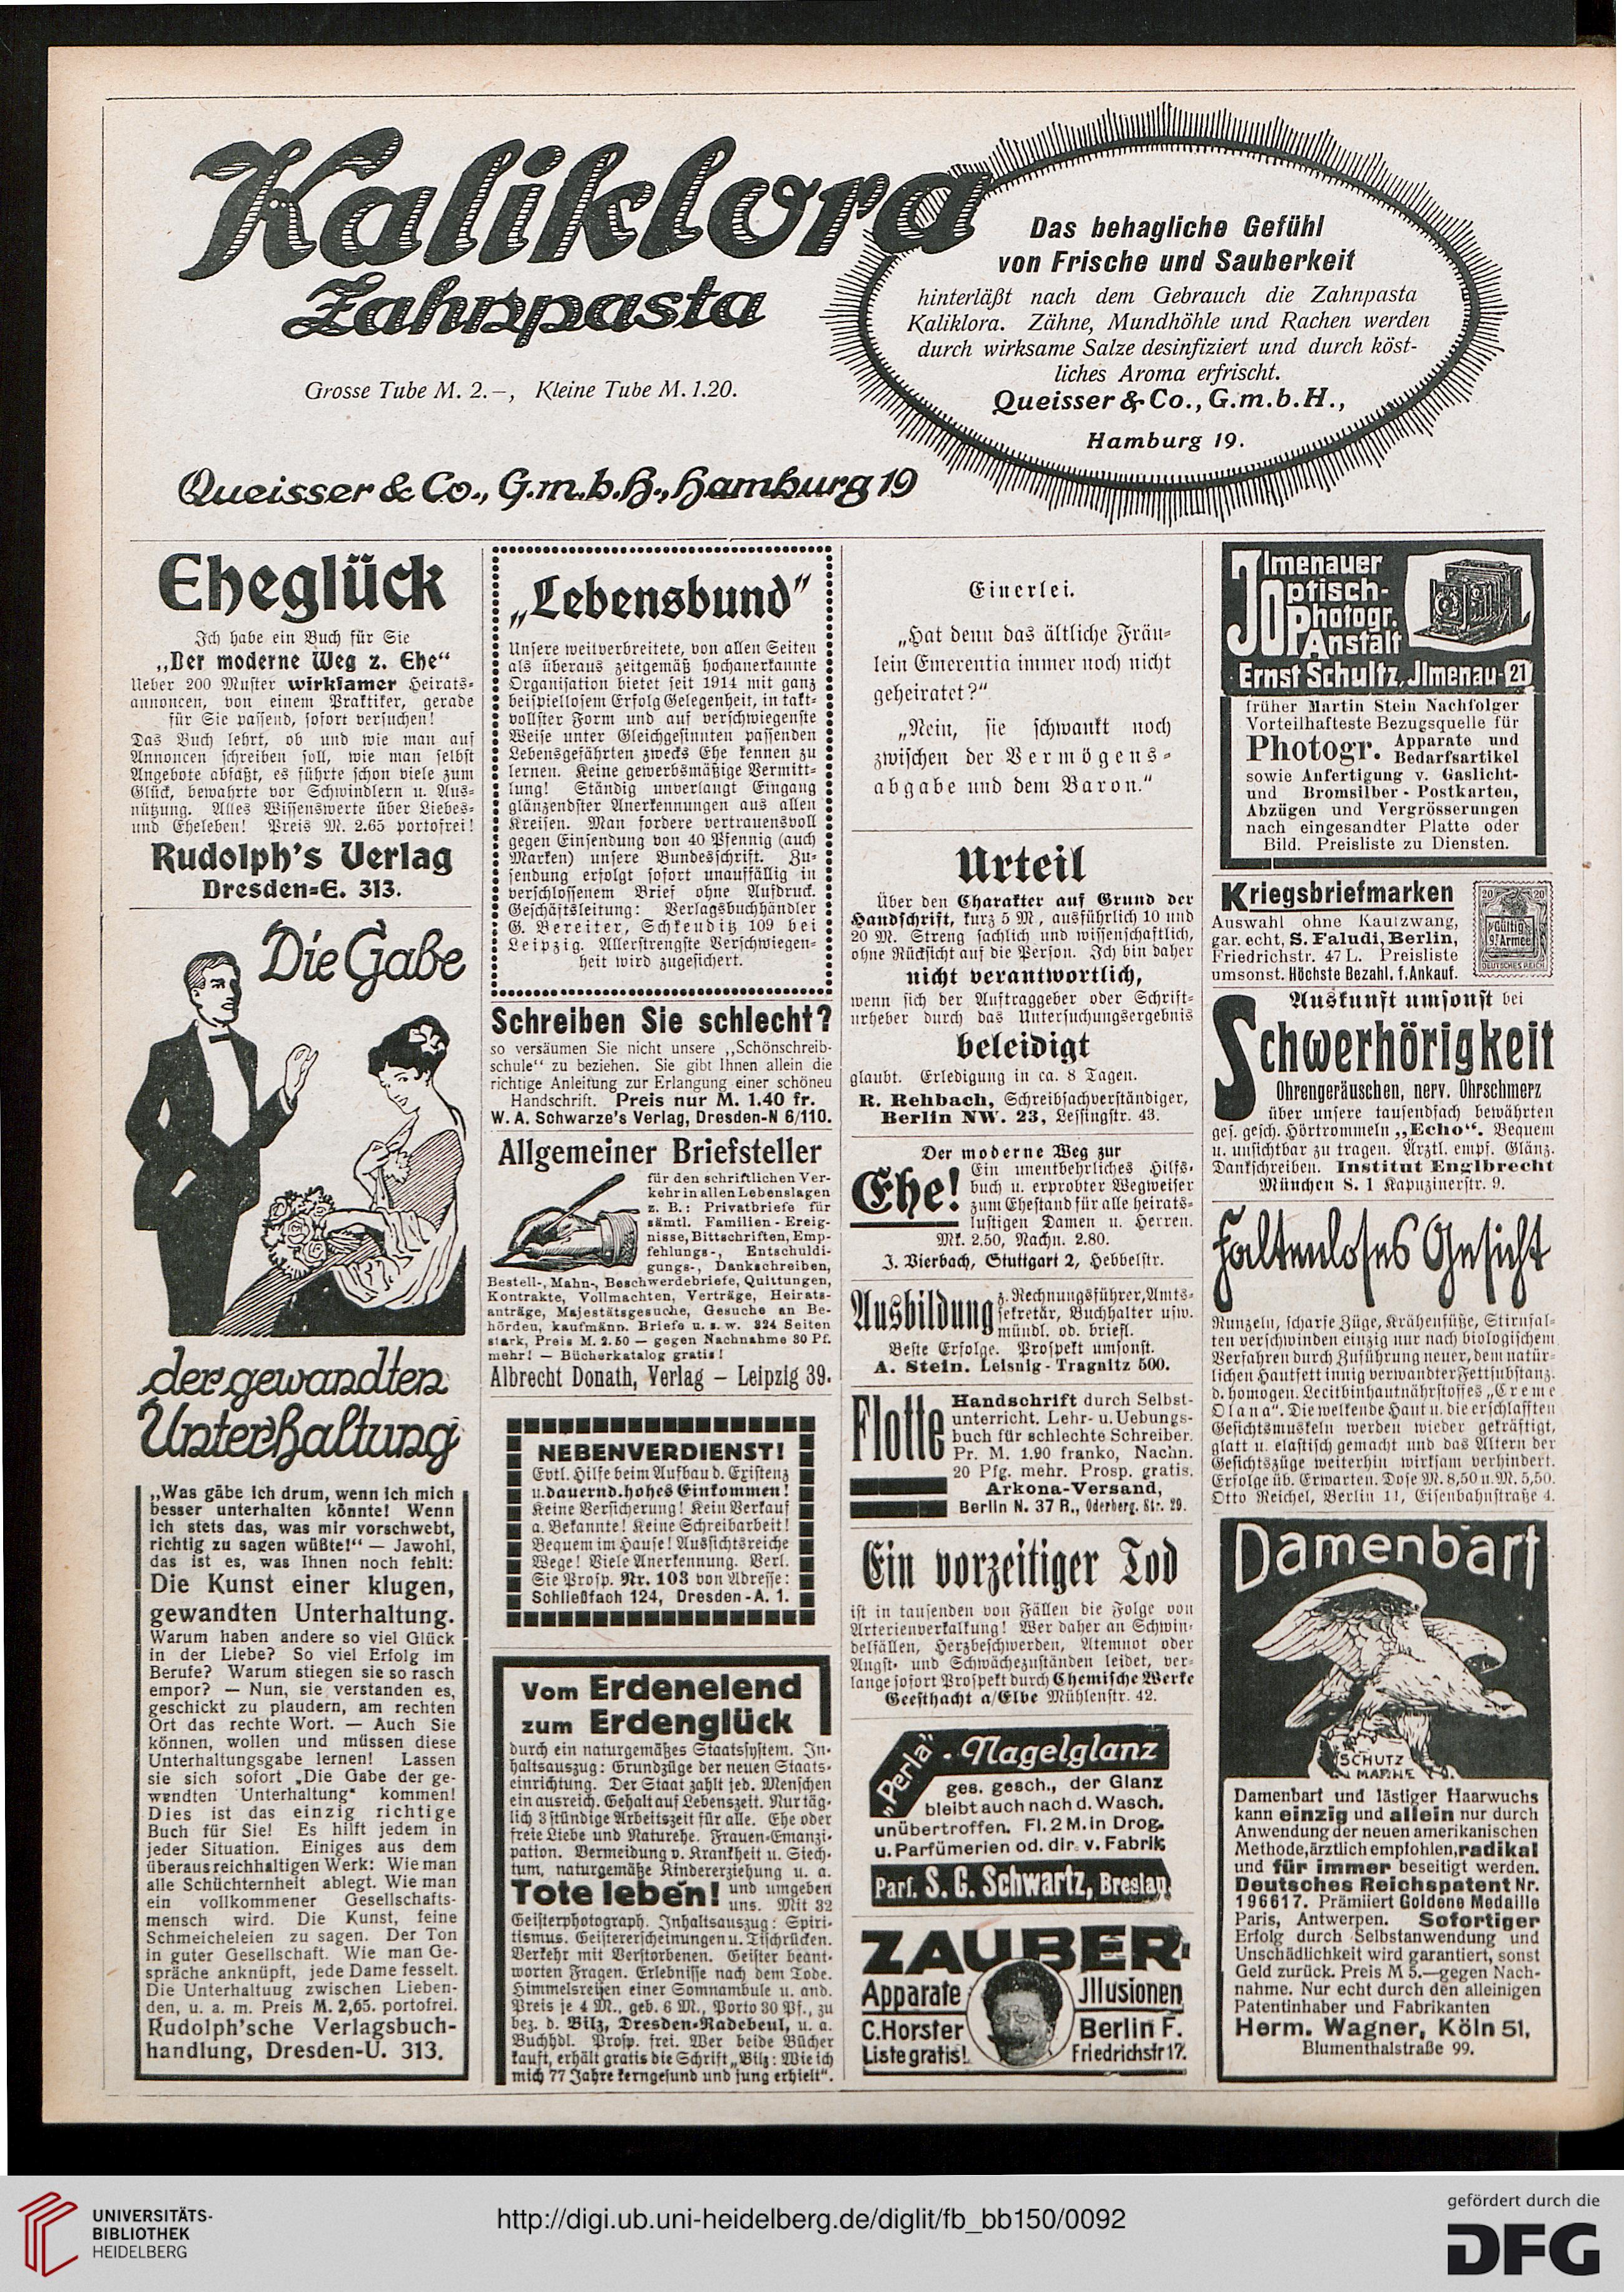 Kaliklora
Zahnpasta
Grosse Tube M. 2.–, Kleine Tube M. 1.20.
Queisser & Co., G.m.b.H., Hamburg 19
Das behagliche Gefühl
von Frische und Sauberkeit
hinterläßt nach dem Gebrauch die Zahnpasta
Kaliklora. Zähne, Mundhöhle und Rachen werden
durch wirksame Salze desinfiziert und durch köst-
liches Aroma erfrischt.
Queisser & Co., G.m.b.H.,
Hamburg 19.
Eheglück
Ich habe ein Buch für Sie
„Der moderne Weg z. Ehe“
Ueber 200 Muster wirksamer Heirats-
annoncen, von einem Praktiker, gerade
für Sie passend, sofort versuchen!
Das Buch lehrt, ob und wie man auf
Annoncen schreiben soll, wie man selbst
Angebote abfaßt, es führte schon viele zum
Glück, bewahrte vor Schwindlern u. Aus-
nützung. Alles Wissenswerte über Liebes-
und Eheleben! Preis M. 2.65 portofrei!
Rudolph's Verlag
Dresden-E. 313.
Die Gabe
der gewandten
Unterhaltung
„Was gäbe ich drum, wenn ich mich
besser unterhalten könnte! Wenn
ich stets das, was mir vorschwebt,
richtig zu sagen wüßte!“ — Jawohl,
das ist es, was Ihnen noch fehlt:
Die Kunst einer klugen,
gewandten Unterhaltung.
Warum haben andere so viel Glück
in der Liebe? So viel Erfolg im
Berufe? Warum stiegen sie so rasch
empor? — Nun, sie verstanden es,
geschickt zu plaudern, am rechten
Ort das rechte Wort. — Auch Sie
können, wollen und müssen diese
Unterhaltungsgabe lernen! Lassen
sie sich sofort „Die Gabe der ge-
wandten Unterhaltung“ kommen!
Dies ist das einzig richtige
Buch für Sie! Es hilft jedem in
jeder Situation. Einiges aus dem
überaus reichhaltigen Werk: Wie man
alle Schüchternheit ablegt. Wie man
ein vollkommener Gesellschafts-
mensch wird. Die Kunst, feine
Schmeicheleien zu sagen. Der Ton
in guter Gesellschaft. Wie man Ge-
spräche anknüpft, jede Dame fesselt.
Die Unterhaltung zwischen Lieben-
den, u. a. m. Preis M. 2,65. portofrei.
Rudolph'sche Verlagsbuch-
handlung, Dresden-U. 313.
„Lebensbund“
Unsere weitverbreitete, von allen Seiten
als überaus zeitgemäß hochanerkannte
Organisation bietet seit 1914 mit ganz
beispiellosem Erfolg Gelegenheit, in takt-
vollster Form und auf verschwiegenste
Weise unter Gleichgesinnten passenden
Lebensgefährten zwecks Ehe kennen zu
lernen. Keine gewerbsmäßige Vermitt-
lung! Ständig unverlangt Eingang
glänzendster Anerkennungen aus allen
Kreisen. Man fordere vertrauensvoll
gegen Einsendung von 40 Pfennig (auch
Marken) unsere Bundesschrift. Zu-
sendung erfolgt sofort unauffällig in
verschlossenem Brief ohne Aufdruck.
Geschäftsleitung: Verlagsbuchhändler
G. Bereiter, Schkeuditz 109 bei
Leipzig. Allerstrengste Verschwiegen-
heit wird zugesichert.
Schreiben Sie schlecht?
so versäumen Sie nicht unsere „Schönschreib-
schule“ zu beziehen. Sie gibt Ihnen allein die
richtige Anleitung zur Erlangung einer schönen
Handschrift. Preis nur M. 1.40 fr.
W. A. Schwarze's Verlag, Dresden-N 6/110.
Allgemeiner Briefsteller
für den schriftlichen Ver-
kehr in allen Lebenslagen
z. B.: Privatbriefe für
sämtl. Familien-Ereig-
nisse, Bittschriften, Emp-
fehlungs-, Entschuldi-
gungs-, Dankschreiben,
Bestell-, Mahn-, Beschwerdebriefe, Quittungen,
Kontrakte, Vollmachten, Verträge, Heirats-
anträge, Majestätsgesuche, Gesuche an Be-
hörden, kaufmänn. Briefe u. s. w. 324 Seiten
stark, Preis M. 2.50 — gegen Nachnahme 30 Pf.
mehr! — Bücherkatalog gratis!
Albrecht Donath, Verlag – Leipzig 39.
NEBENVERDIENST!
Evtl. Hilfe beim Aufbau d. Existenz
u. dauernd. hohes Einkommen!
Keine Versicherung! Kein Verkauf
a. Bekannte! Keine Schreibarbeit!
Bequem im Hause! Aussichtsreiche
Wege! Viele Anerkennung. Verl.
Sie Prosp. Nr. 103 von Adresse:
Schließfach 124, Dresden-A. 1.
Vom Erdenelend
zum Erdenglück
durch ein naturgemäßes Staatssystem. In-
haltsauszug: Grundzüge der neuen Staats-
einrichtung. Der Staat zahlt jed. Menschen
ein ausreich. Gehalt auf Lebenszeit. Nur täg-
lich 3 stündige Arbeitszeit für alle. Ehe oder
freie Liebe und Naturehe. Frauen-Emanzi-
pation. Vermeidung v. Krankheit u. Siech-
tum, naturgemäße Kindererziehung u. a.
Tote leben! und umgeben
uns. Mit 32
Geisterphotograph. Inhaltsauszug: Spiri-
tismus. Geistererscheinungen u. Tischrücken.
Verkehr mit Verstorbenen. Geister beant-
worten Fragen. Erlebnisse nach dem Tode.
Himmelsreisen einer Somnambule u. and.
Preis je 4 M., geb. 6 M., Porto 30 Pf., zu
bez. d. Bilz, Dresden-Radebeul, u. a.
Buchhdl. Prosp. frei. Wer beide Bücher
kauft, erhält gratis die Schrift „Bilz: Wie ich
mich 77 Jahre kerngesund und jung erhielt“.
Einerlei.
„Hat denn das ältliche Fräu-
lein Emerentia immer noch nicht
geheiratet?“
„Nein, sie schwankt noch
zwischen der Vermögens-
abgabe und dem Baron.“
Urteil
Über den Charakter auf Grund der
Handschrift, kurz 5 M, ausführlich 10 und
20 M. Streng sachlich und wissenschaftlich,
ohne Rücksicht auf die Person. Ich bin daher
nicht verantwortlich,
wenn sich der Auftraggeber oder Schrift-
urheber durch das Untersuchungsergebnis
beleidigt
glaubt. Erledigung in ca. 8 Tagen.
R. Rehbach, Schreibsachverständiger,
Berlin NW. 23, Lessingstr. 43.
Der moderne Weg zur
Ehe! Ein unentbehrliches Hilfs-
buch u. erprobter Wegweiser
zum Ehestand für alle heirats-
lustigen Damen u. Herren.
Mk. 2.50, Nachn. 2.80.
J. Vierbach, Stuttgart 2, Hebbelstr.
Ausbildung z. Rechnungsführer, Amts-
sekretär, Buchhalter usw.
mündl. od. briefl.
Beste Erfolge. Prospekt umsonst.
A. Stein. Leisnig-Tragnitz 500.
Flotte Handschrift durch Selbst-
unterricht. Lehr- u. Uebungs-
buch für schlechte Schreiber.
Pr. M. 1.90 franko, Nachn.
20 Pfg. mehr. Prosp. gratis.
Arkona-Versand,
Berlin N. 37 R., Oderberg. Str. 29.
Ein vorzeitiger Tod
ist in tausenden von Fällen die Folge von
Arterienverkalkung! Wer daher an Schwin-
delfällen, Herzbeschwerden, Atemnot oder
Angst- und Schwächezuständen leidet, ver-
lange sofort Prospekt durch Chemische Werke
Geesthacht a/Elbe Mühlenstr. 42.
„Perla“-Nagelglanz
ges. gesch., der Glanz
bleibt auch nach d. Wasch.
unübertroffen. Fl. 2 M. in Drog.
u. Parfümerien od. dir. v. Fabrik
Parf. S. G. Schwartz, Breslau.
ZAUBER-
Apparate Jllusionen
C. Horster Berlin F.
Liste gratis! Friedrichstr 17.
Jlmenauer
Optisch-
Photogr.
Anstalt
Ernst Schultz, Jlmenau-21
früher Martin Stein Nachfolger
Vorteilhafteste Bezugsquelle für
Photogr. Apparate und
Bedarfsartikel
sowie Anfertigung v. Gaslicht-
und Bromsilber-Postkarten,
Abzügen und Vergrösserungen
nach eingesandter Platte oder
Bild. Preisliste zu Diensten.
Kriegsbriefmarken
Auswahl ohne Kaufzwang,
gar. echt, S. Faludi, Berlin,
Friedrichstr. 47 L. Preisliste
umsonst. Höchste Bezahl. f. Ankauf.
20 20
Gültig
9. Armee
DEUTSCHES REICH
Auskunft umsonst bei
Schwerhörigkeit
Ohrengeräuschen, nerv. Ohrschmerz
über unsere tausendfach bewährten
ges. gesch. Hörtrommeln „Echo“. Bequem
u. unsichtbar zu tragen. Ärztl. empf. Glänz.
Dankschreiben. Institut Englbrecht
München S. 1 Kapuzinerstr. 9.
Faltenloses Gesicht
Runzeln, scharfe Züge, Krähenfüße, Stirnfal-
ten verschwinden einzig nur nach biologischem
Verfahren durch Zuführung neuer, dem natür-
lichen Hautfett innig verwandter Fettsubstanz.
d. homogen. Lecithinhautnährstoffes „Creme
Olana“. Die welkende Haut u. die erschlafften
Gesichtsmuskeln werden wieder gekräftigt,
glatt u. elastisch gemacht und das Altern der
Gesichtszüge weiterhin wirksam verhindert.
Erfolge üb. Erwarten. Dose M. 8,50 u. M. 5,50.
Otto Reichel, Berlin 11, Eisenbahnstraße 4.
Damenbart
SCHUTZ
MARKE
Damenbart und lästiger Haarwuchs
kann einzig und allein nur durch
Anwendung der neuen amerikanischen
Methode, ärztlich empfohlen, radikal
und für immer beseitigt werden.
Deutsches Reichspatent Nr.
196617. Prämiiert Goldene Medaille
Paris, Antwerpen. Sofortiger
Erfolg durch Selbstanwendung und
Unschädlichkeit wird garantiert, sonst
Geld zurück. Preis M 5.—gegen Nach-
nahme. Nur echt durch den alleinigen
Patentinhaber und Fabrikanten
Herm. Wagner, Köln 51,
Blumenthalstraße 99.
UNIVERSITÄTS-
BIBLIOTHEK
HEIDELBERG
http://digi.ub.uni-heidelberg.de/diglit/fb_bb150/0092
gefördert durch die
DFG